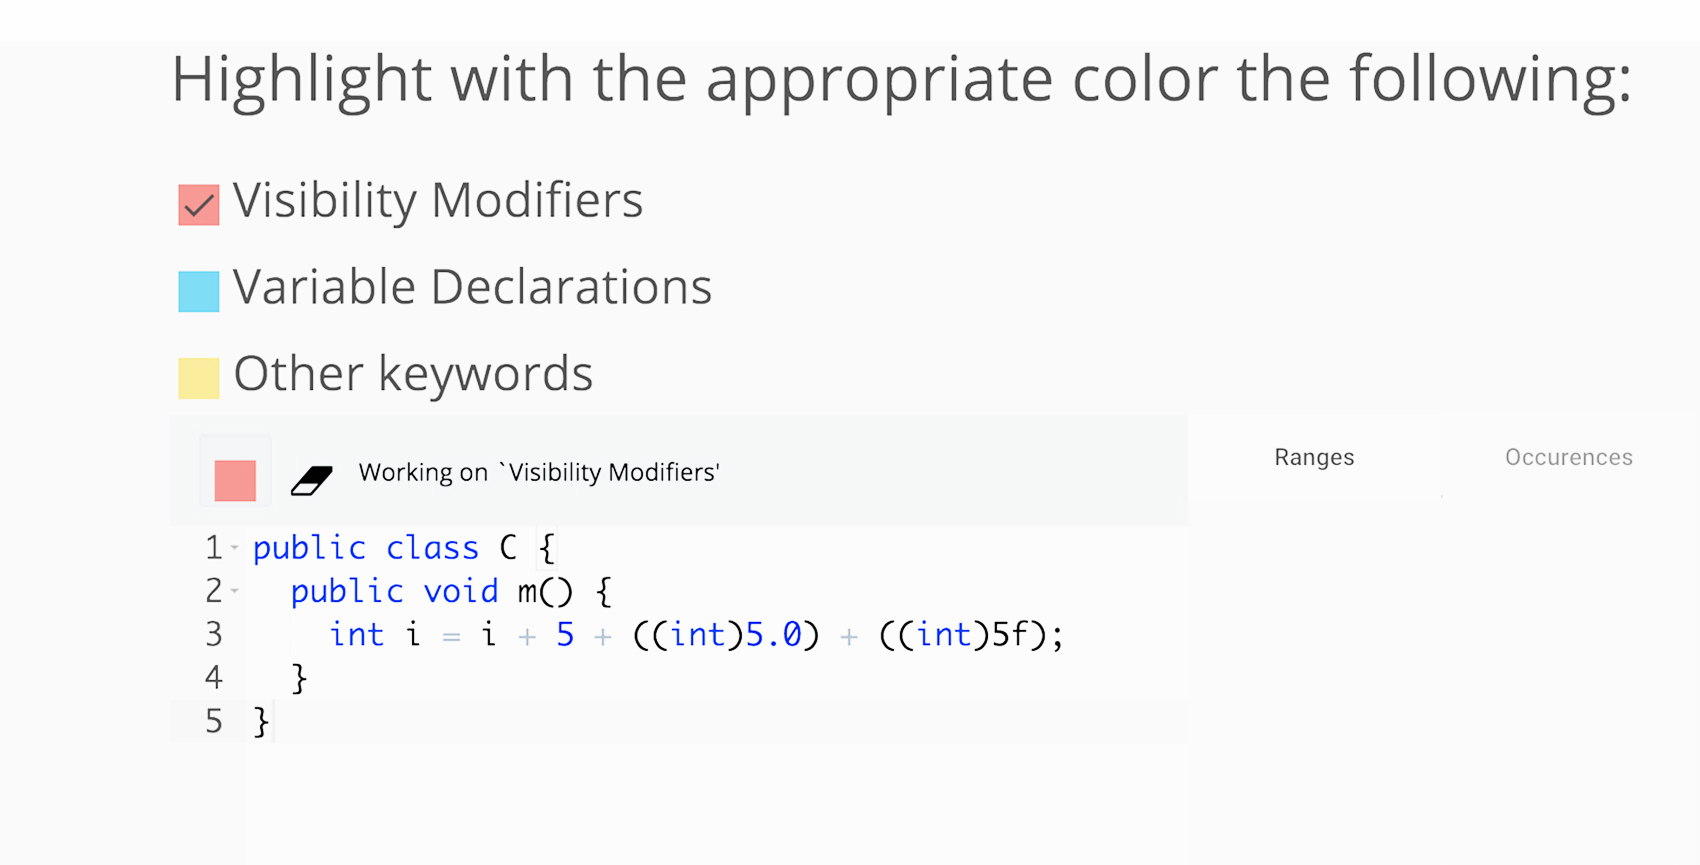 Highlight with the appropriate color the following:
Visibility Modifiers
Variable Declarations
Other keywords
Working on `Visibility Modifiers'
Ranges
Occurences
1 public class C {
2 public void m() {
3 int i = i + 5 + ((int)5.0) + ((int)5f);
4 }
5 }